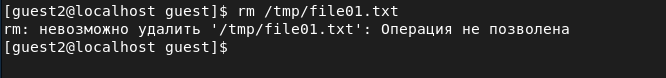 [guest2@localhost guest]$ rm /tmp/file01.txt
rm: невозможно удалить '/tmp/file01.txt': Операция не позволена
[guest2@localhost guest]$